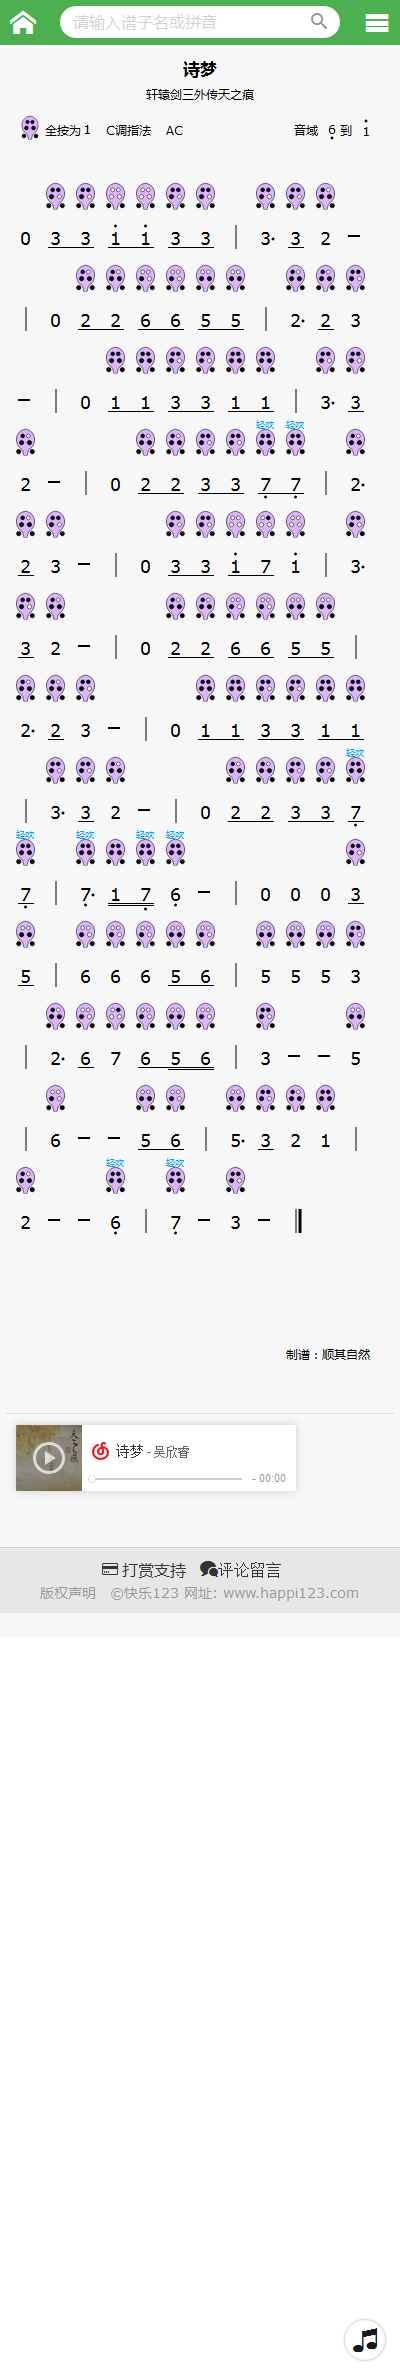 请输入谱子名或拼音
诗梦
轩辕剑三外传天之痕
全按为 1 C调指法 AC 音域 6 到 1
0 3 3 1 1 3 3 | 3· 3 2 −
| 0 2 2 6 6 5 5 | 2· 2 3
− | 0 1 1 3 3 1 1 | 3· 3
轻吹 轻吹
2 − | 0 2 2 3 3 7 7 | 2·
2 3 − | 0 3 3 1 7 1 | 3·
3 2 − | 0 2 2 6 6 5 5 |
2· 2 3 − | 0 1 1 3 3 1 1
轻吹
| 3· 3 2 − | 0 2 2 3 3 7
轻吹 轻吹 轻吹 轻吹
7 | 7· 1 7 6 − | 0 0 0 3
5 | 6 6 6 5 6 | 5 5 5 3
| 2· 6 7 6 5 6 | 3 − − 5
| 6 − − 5 6 | 5· 3 2 1 |
轻吹 轻吹
2 − − 6 | 7 − 3 −
制谱：顺其自然
天之痕
诗梦 - 吴欣睿
- 00:00
打赏支持 评论留言
版权声明 ©快乐123 网址: www.happi123.com